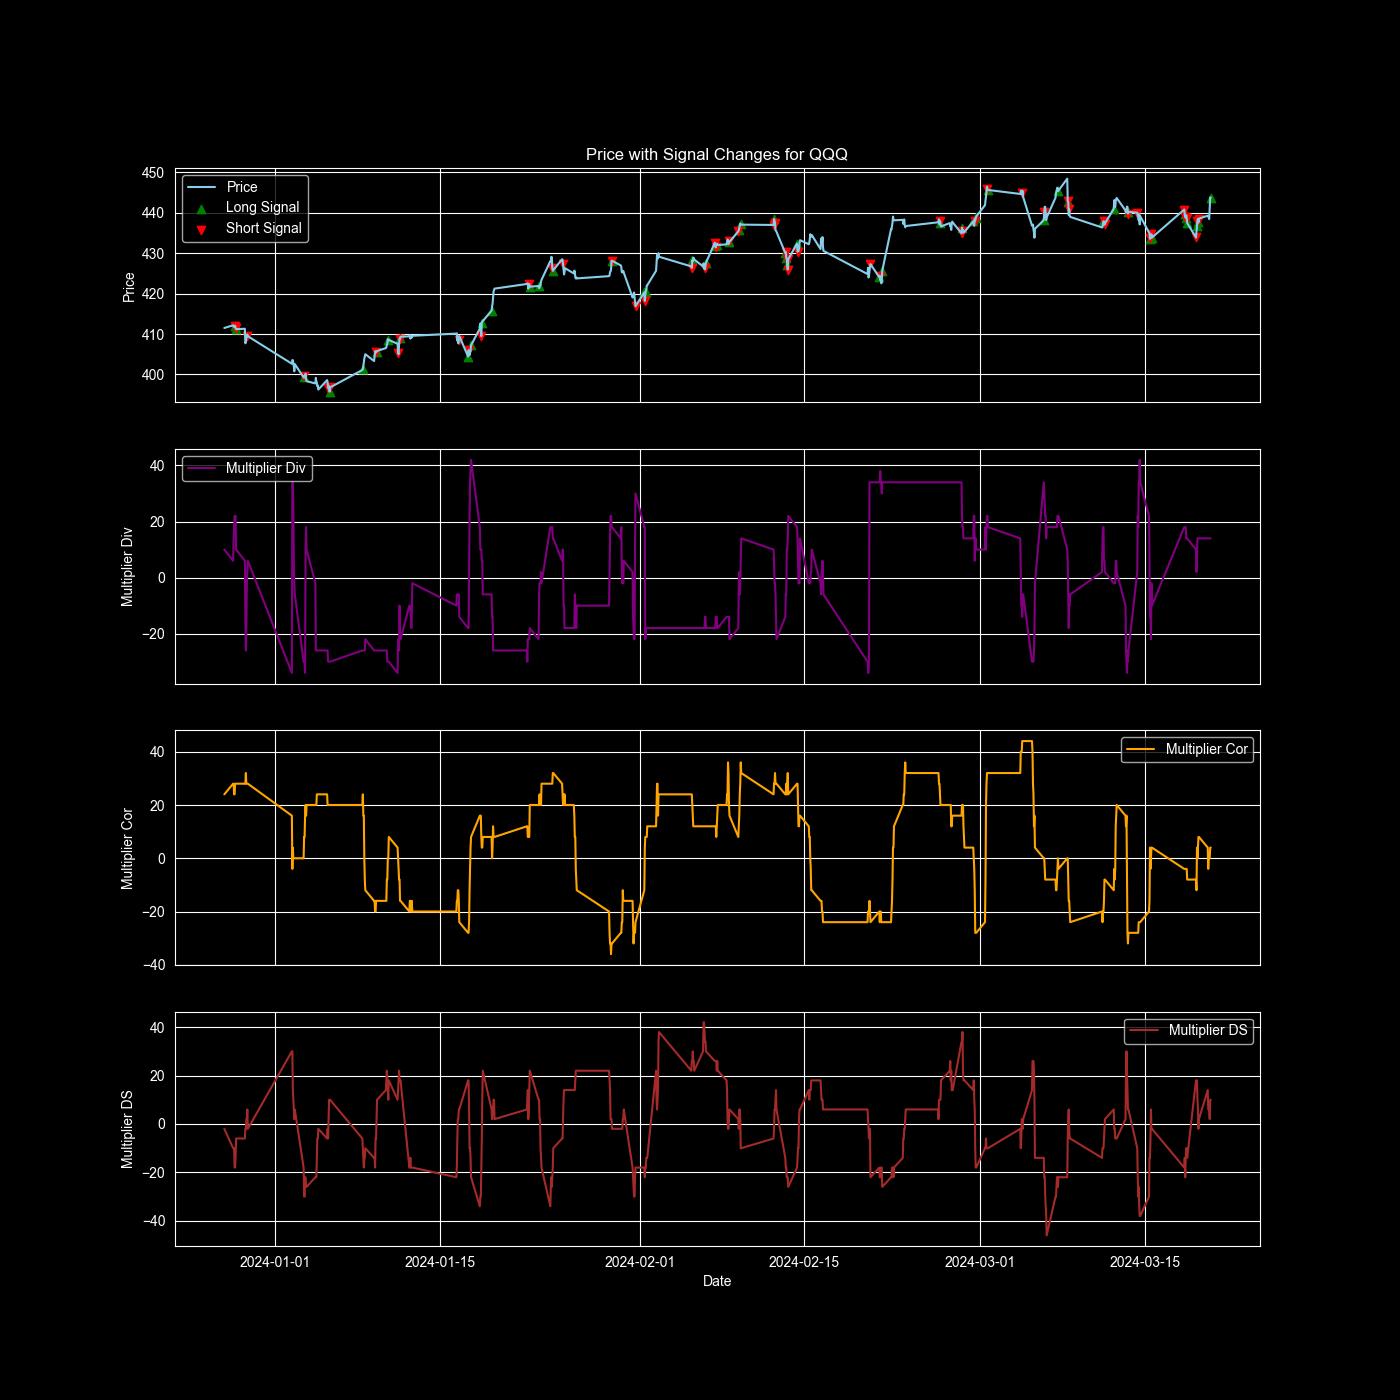 Price with Signal Changes for QQQ
450
440
430
420
410
400
Price
Price
Long Signal
Short Signal
40
20
0
−20
Multiplier Div
Multiplier Div
40
20
0
−20
−40
Multiplier Cor
Multiplier Cor
40
20
0
−20
−40
Multiplier DS
Multiplier DS
2024-01-01
2024-01-15
2024-02-01
2024-02-15
2024-03-01
2024-03-15
Date